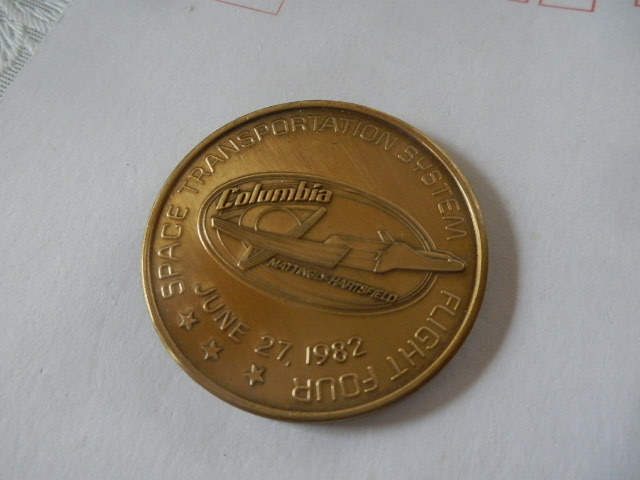 SPACE TRANSPORTATION SYSTEM FLIGHT FOUR
Columbia
MATTINGLY-HARTSFIELD
JUNE 27, 1982